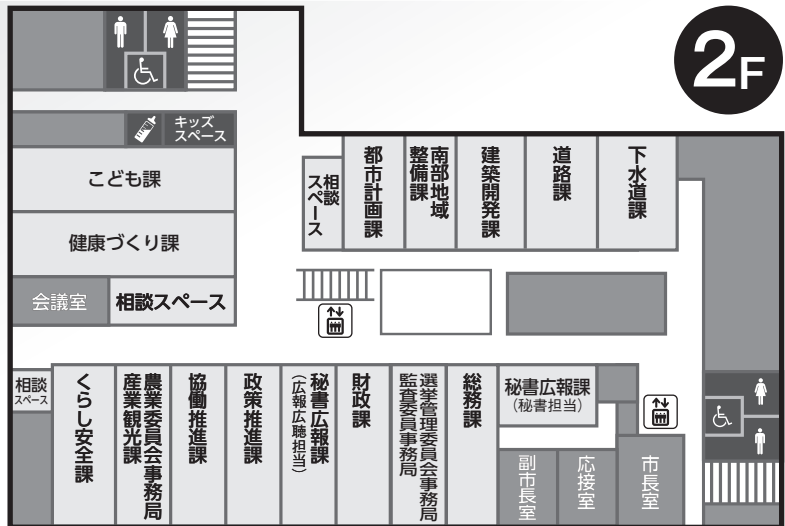 2F
キッズ
スペース
こども課
健康づくり課
会議室
相談スペース
相談
スペース
都市計画課
南部地域
整備課
建築開発課
道路課
下水道課
相談
スペース
くらし安全課
農業委員会事務局
産業観光課
協働推進課
政策推進課
秘書広報課
（広報広聴担当）
財政課
選挙管理委員会事務局
監査委員事務局
総務課
秘書広報課
（秘書担当）
副市長室
応接室
市長室